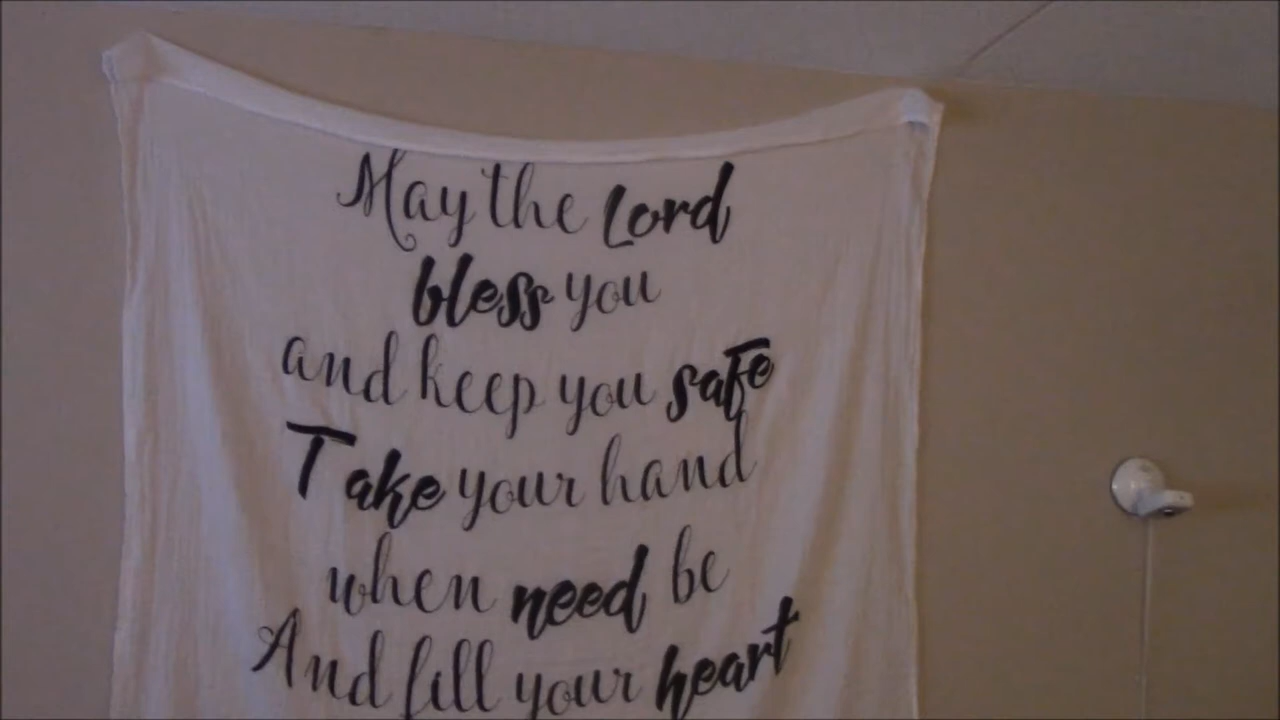 May the Lord
bless you
and keep you safe
Take your hand
when need be
And fill your heart